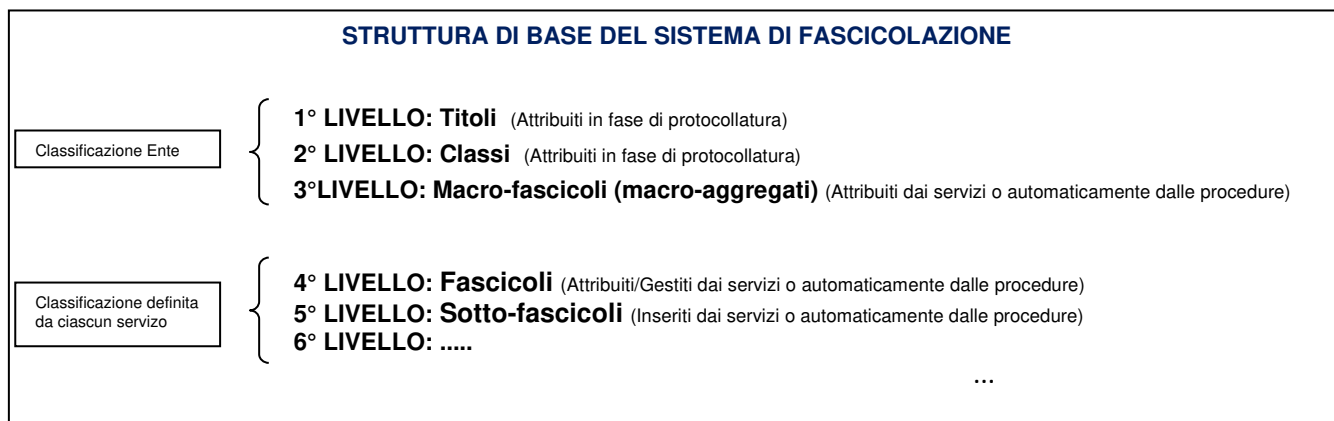 STRUTTURA DI BASE DEL SISTEMA DI FASCICOLAZIONE
Classificazione Ente
1° LIVELLO: Titoli (Attribuiti in fase di protocollatura)
2° LIVELLO: Classi (Attribuiti in fase di protocollatura)
3°LIVELLO: Macro-fascicoli (macro-aggregati) (Attribuiti dai servizi o automaticamente dalle procedure)
Classificazione definita
da ciascun servizo
4° LIVELLO: Fascicoli (Attribuiti/Gestiti dai servizi o automaticamente dalle procedure)
5° LIVELLO: Sotto-fascicoli (Inseriti dai servizi o automaticamente dalle procedure)
6° LIVELLO: .....
...